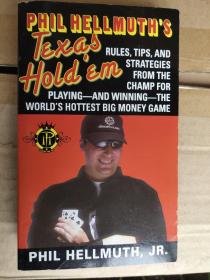 PHIL HELLMUTH'S
Texas
Hold'em
RULES, TIPS, AND
STRATEGIES
FROM THE
CHAMP FOR
PLAYING—AND WINNING—THE
WORLD'S HOTTEST BIG MONEY GAME
PHIL HELLMUTH, JR.